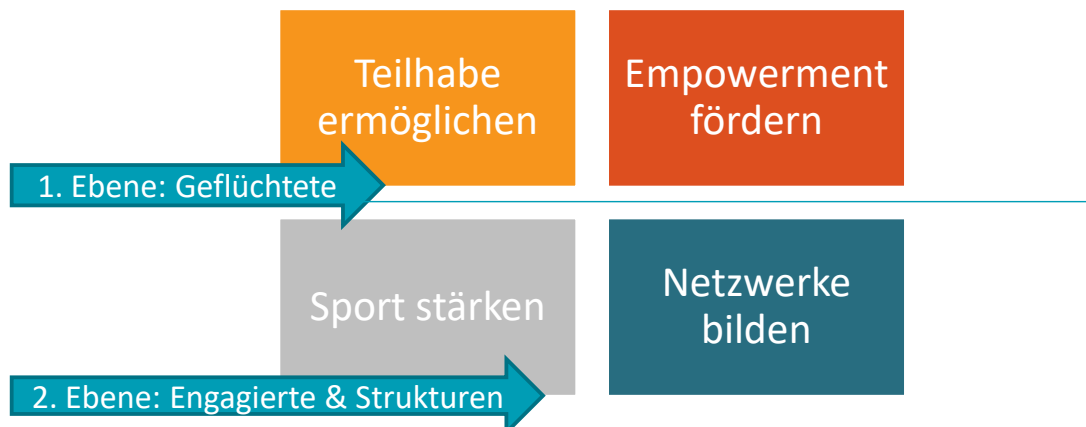 Teilhabe
ermöglichen
Empowerment
fördern
1. Ebene: Geflüchtete
Sport stärken
Netzwerke
bilden
2. Ebene: Engagierte & Strukturen